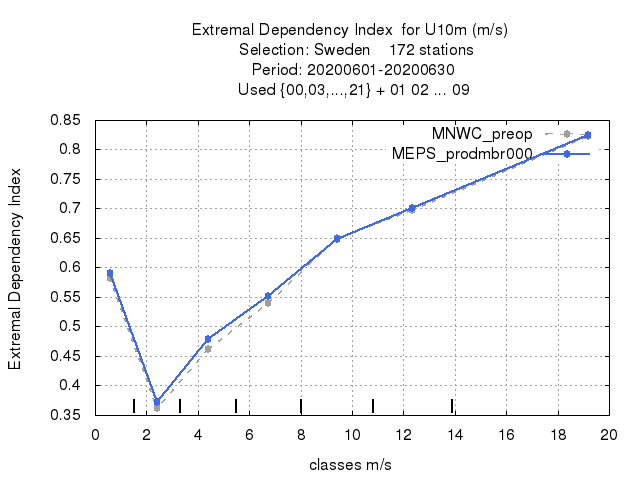 Extremal Dependency Index  for U10m (m/s)
Selection: Sweden    172 stations
Period: 20200601-20200630
Used {00,03,...,21} + 01 02 ... 09
MNWC_preop
MEPS_prodmbr000
Extremal Dependency Index
0.85
0.8
0.75
0.7
0.65
0.6
0.55
0.5
0.45
0.4
0.35
0 2 4 6 8 10 12 14 16 18 20
classes m/s